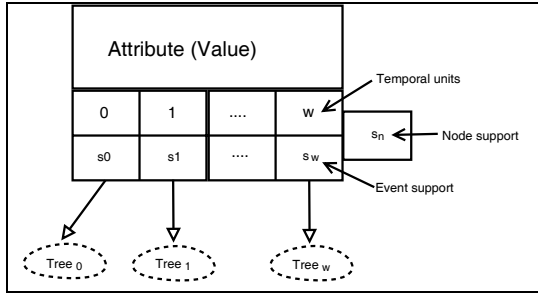 Attribute (Value)
Temporal units
0 1 .... w
sn Node support
s0 s1 .... sw
Event support
Tree 0 Tree 1 Tree w